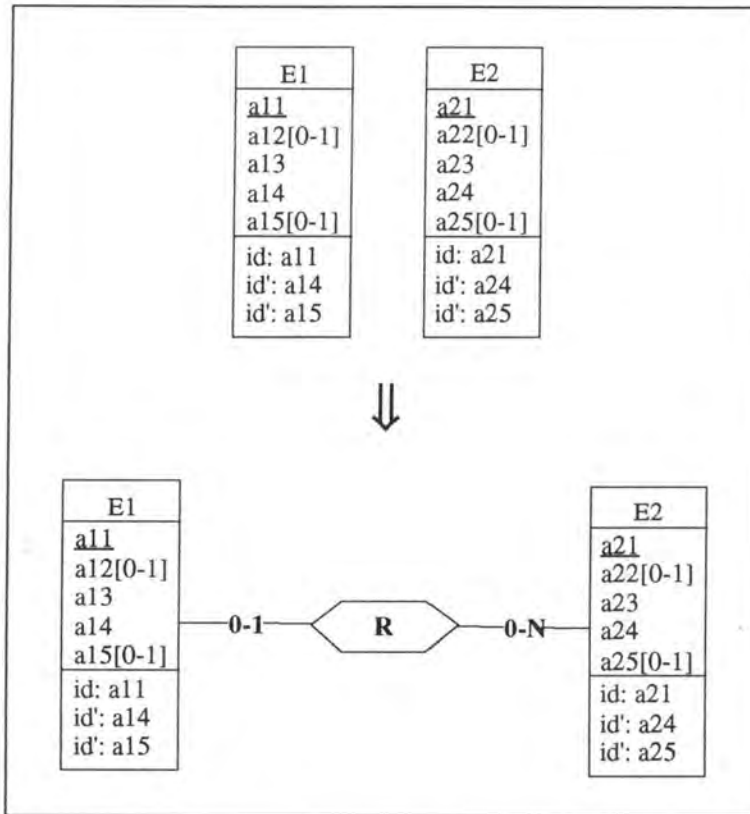 E1
a11
a12[0-1]
a13
a14
a15[0-1]
id: a11
id': a14
id': a15
E2
a21
a22[0-1]
a23
a24
a25[0-1]
id: a21
id': a24
id': a25
⇓
E1
a11
a12[0-1]
a13
a14
a15[0-1]
id: a11
id': a14
id': a15
0-1
R
0-N
E2
a21
a22[0-1]
a23
a24
a25[0-1]
id: a21
id': a24
id': a25